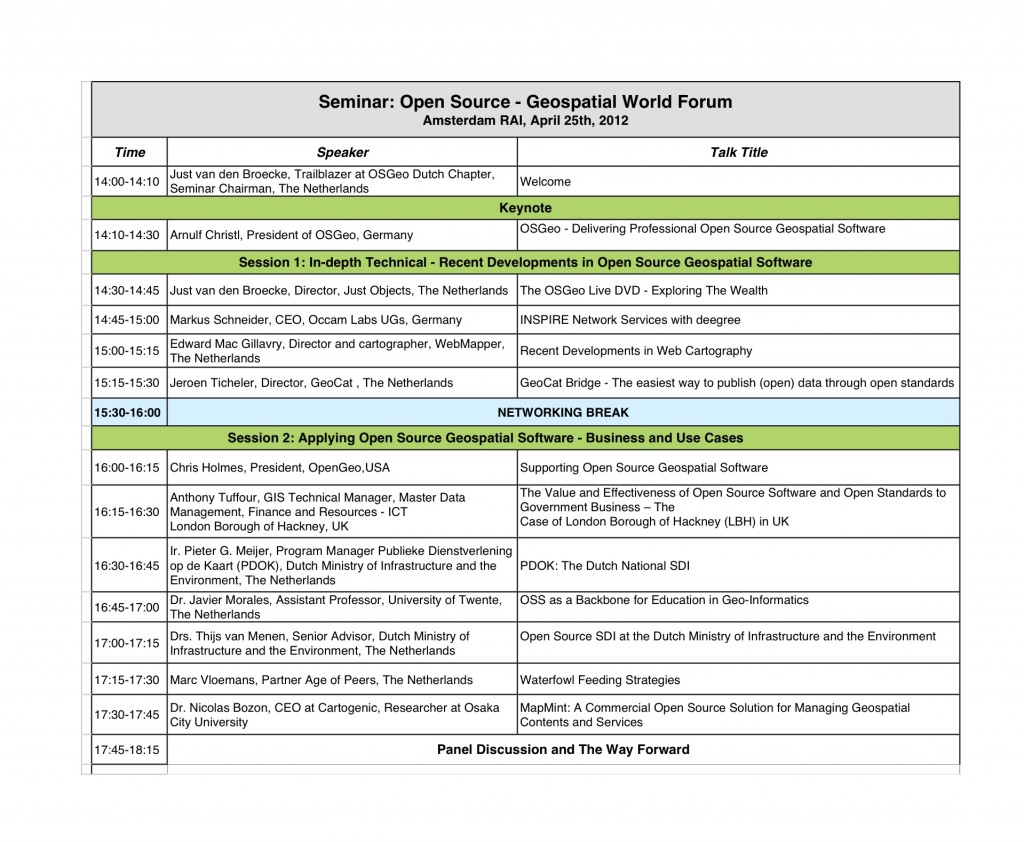 Seminar: Open Source - Geospatial World Forum
Amsterdam RAI, April 25th, 2012
Time Speaker Talk Title
14:00-14:10 Just van den Broecke, Trailblazer at OSGeo Dutch Chapter,
Seminar Chairman, The Netherlands
Welcome
Keynote
14:10-14:30 Arnulf Christl, President of OSGeo, Germany OSGeo - Delivering Professional Open Source Geospatial Software
Session 1: In-depth Technical - Recent Developments in Open Source Geospatial Software
14:30-14:45 Just van den Broecke, Director, Just Objects, The Netherlands The OSGeo Live DVD - Exploring The Wealth
14:45-15:00 Markus Schneider, CEO, Occam Labs UGs, Germany INSPIRE Network Services with deegree
15:00-15:15 Edward Mac Gillavry, Director and cartographer, WebMapper,
The Netherlands
Recent Developments in Web Cartography
15:15-15:30 Jeroen Ticheler, Director, GeoCat , The Netherlands GeoCat Bridge - The easiest way to publish (open) data through open standards
15:30-16:00 NETWORKING BREAK
Session 2: Applying Open Source Geospatial Software - Business and Use Cases
16:00-16:15 Chris Holmes, President, OpenGeo,USA Supporting Open Source Geospatial Software
16:15-16:30 Anthony Tuffour, GIS Technical Manager, Master Data
Management, Finance and Resources - ICT
London Borough of Hackney, UK
The Value and Effectiveness of Open Source Software and Open Standards to
Government Business – The
Case of London Borough of Hackney (LBH) in UK
16:30-16:45 Ir. Pieter G. Meijer, Program Manager Publieke Dienstverlening
op de Kaart (PDOK), Dutch Ministry of Infrastructure and the
Environment, The Netherlands
PDOK: The Dutch National SDI
16:45-17:00 Dr. Javier Morales, Assistant Professor, University of Twente,
The Netherlands
OSS as a Backbone for Education in Geo-Informatics
17:00-17:15 Drs. Thijs van Menen, Senior Advisor, Dutch Ministry of
Infrastructure and the Environment, The Netherlands
Open Source SDI at the Dutch Ministry of Infrastructure and the Environment
17:15-17:30 Marc Vloemans, Partner Age of Peers, The Netherlands Waterfowl Feeding Strategies
17:30-17:45 Dr. Nicolas Bozon, CEO at Cartogenic, Researcher at Osaka
City University
MapMint: A Commercial Open Source Solution for Managing Geospatial
Contents and Services
17:45-18:15 Panel Discussion and The Way Forward